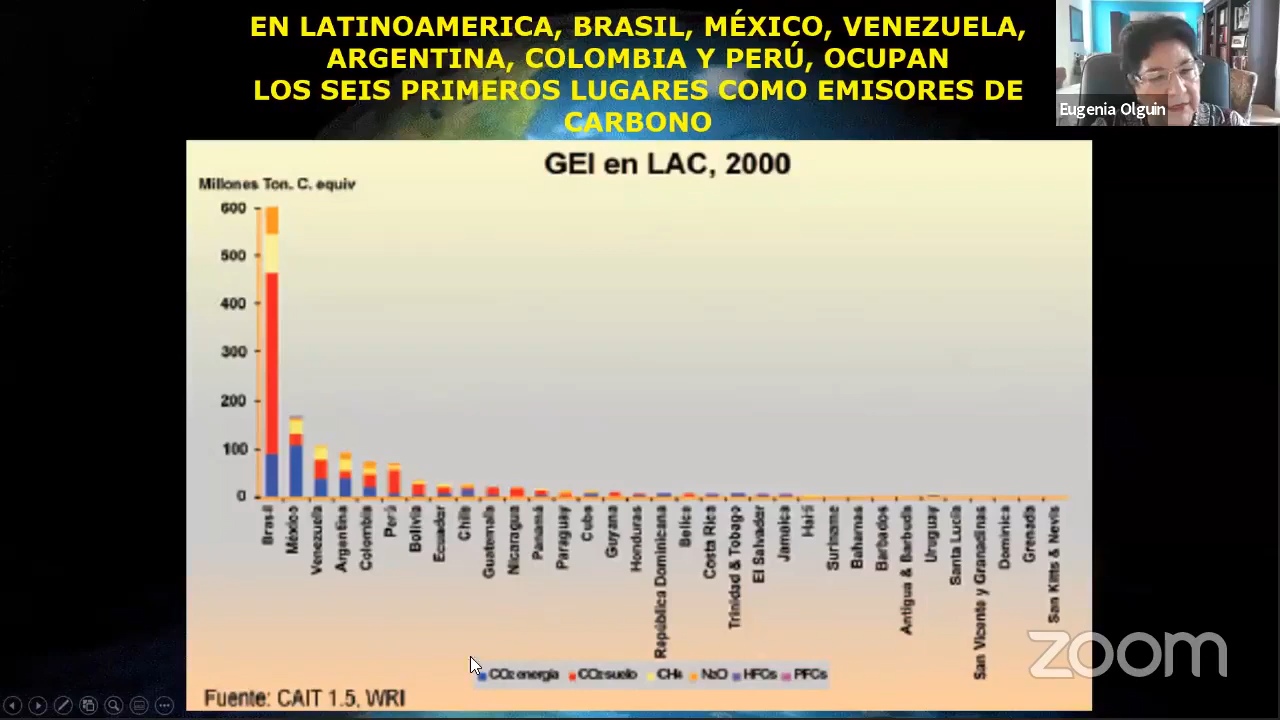 EN LATINOAMERICA, BRASIL, MÉXICO, VENEZUELA,
ARGENTINA, COLOMBIA Y PERÚ, OCUPAN
LOS SEIS PRIMEROS LUGARES COMO EMISORES DE
CARBONO
Eugenia Olguin
GEI en LAC, 2000
Millones Ton. C. equiv
600
500
400
300
200
100
0
Brasil
México
Venezuela
Argentina
Colombia
Perú
Bolivia
Ecuador
Chile
Guatemala
Nicaragua
Panamá
Paraguay
Cuba
Guyana
Honduras
República Dominicana
Belice
Costa Rica
Trinidad & Tobago
El Salvador
Jamaica
Haití
Suriname
Bahamas
Barbados
Antigua & Barbuda
Uruguay
Santa Lucía
San Vicente y Granadinas
Dominica
Grenada
San Kitts & Nevis
CO2 energía CO2 suelo CH4 N2O HFCs PFCs
Fuente: CAIT 1.5, WRI
zoom